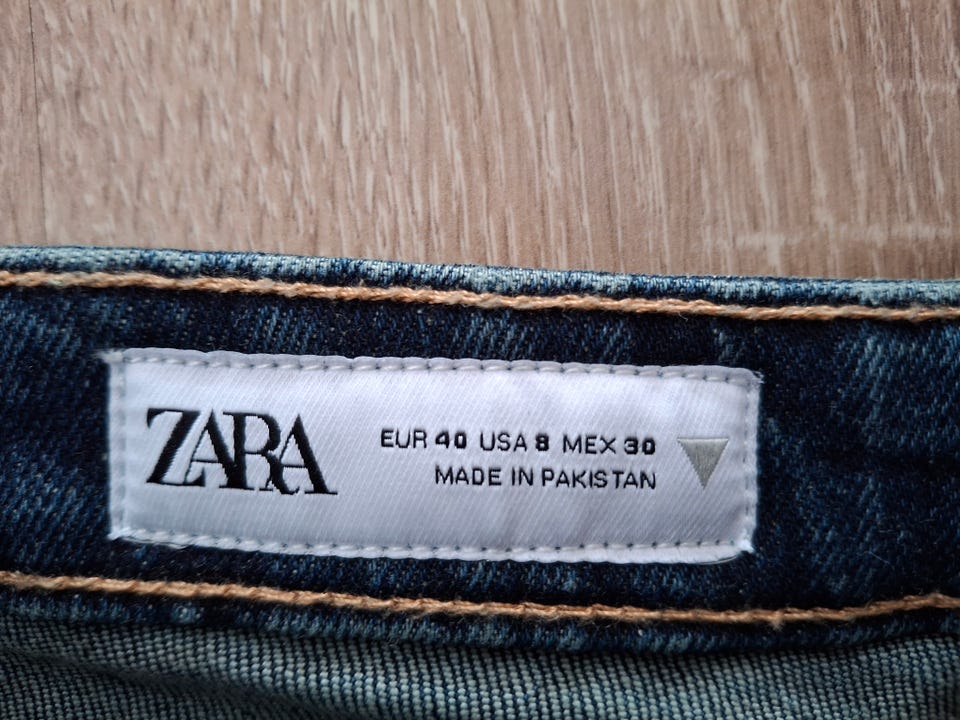 ZARA
EUR 40 USA 8 MEX 30
MADE IN PAKISTAN